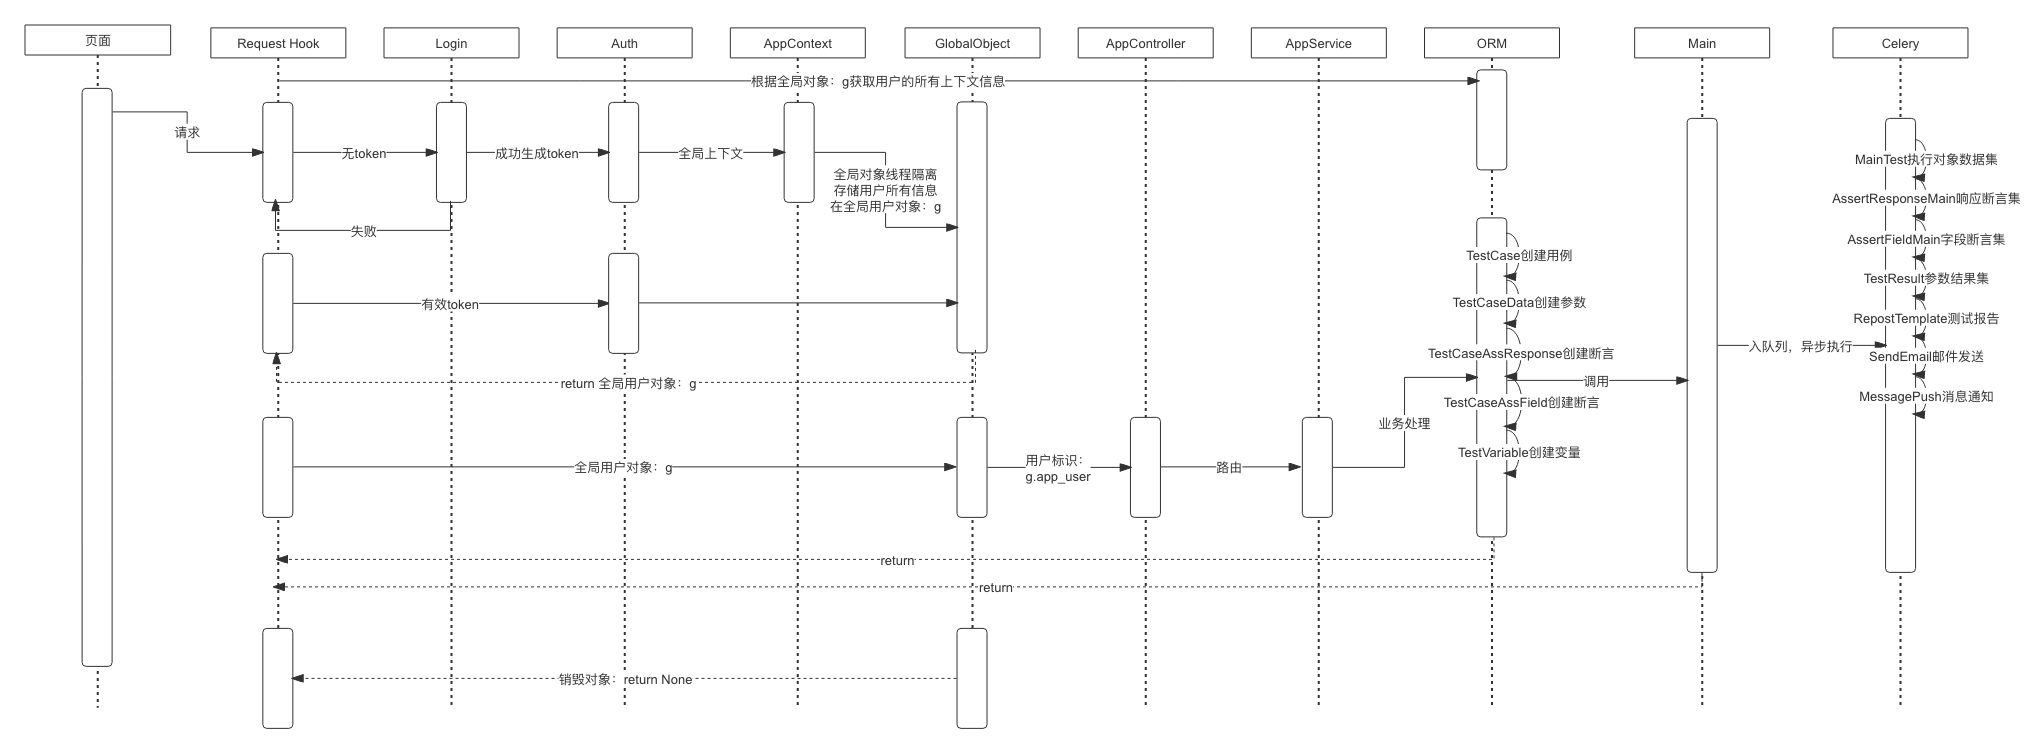 页面
Request Hook
Login
Auth
AppContext
GlobalObject
AppController
AppService
ORM
Main
Celery
根据全局对象：g获取用户的所有上下文信息
请求
无token
成功生成token
全局上下文
全局对象线程隔离
存储用户所有信息
在全局用户对象：g
失败
有效token
return 全局用户对象：g
全局用户对象：g
用户标识：
g.app_user
路由
业务处理
TestCase创建用例
TestCaseData创建参数
TestCaseAssResponse创建断言
TestCaseAssField创建断言
TestVariable创建变量
调用
入队列，异步执行
MainTest执行对象数据集
AssertResponseMain响应断言集
AssertFieldMain字段断言集
TestResult参数结果集
RepostTemplate测试报告
SendEmail邮件发送
MessagePush消息通知
return
return
销毁对象：return None